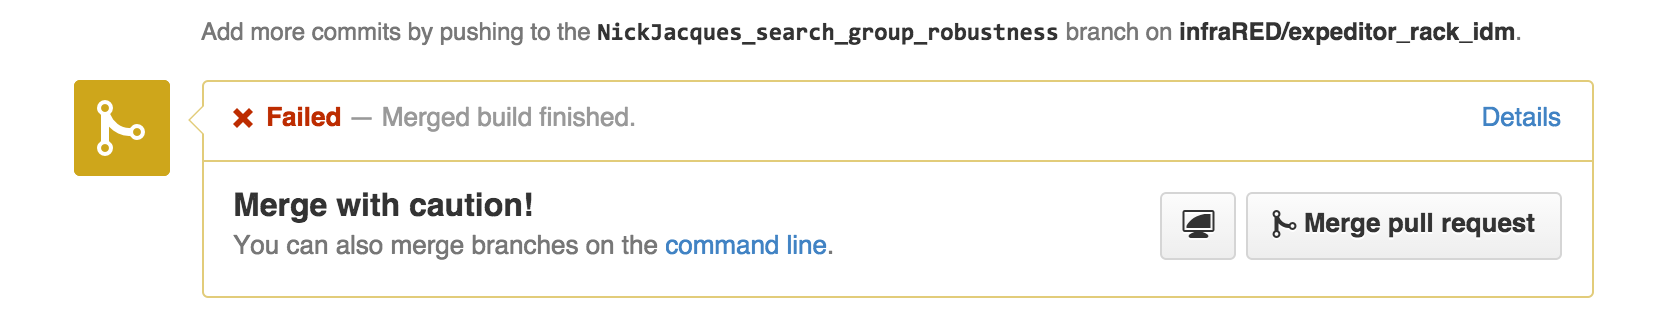 Add more commits by pushing to the NickJacques_search_group_robustness branch on infraRED/expeditor_rack_idm.
Failed — Merged build finished. Details
Merge with caution!
You can also merge branches on the command line.
Merge pull request